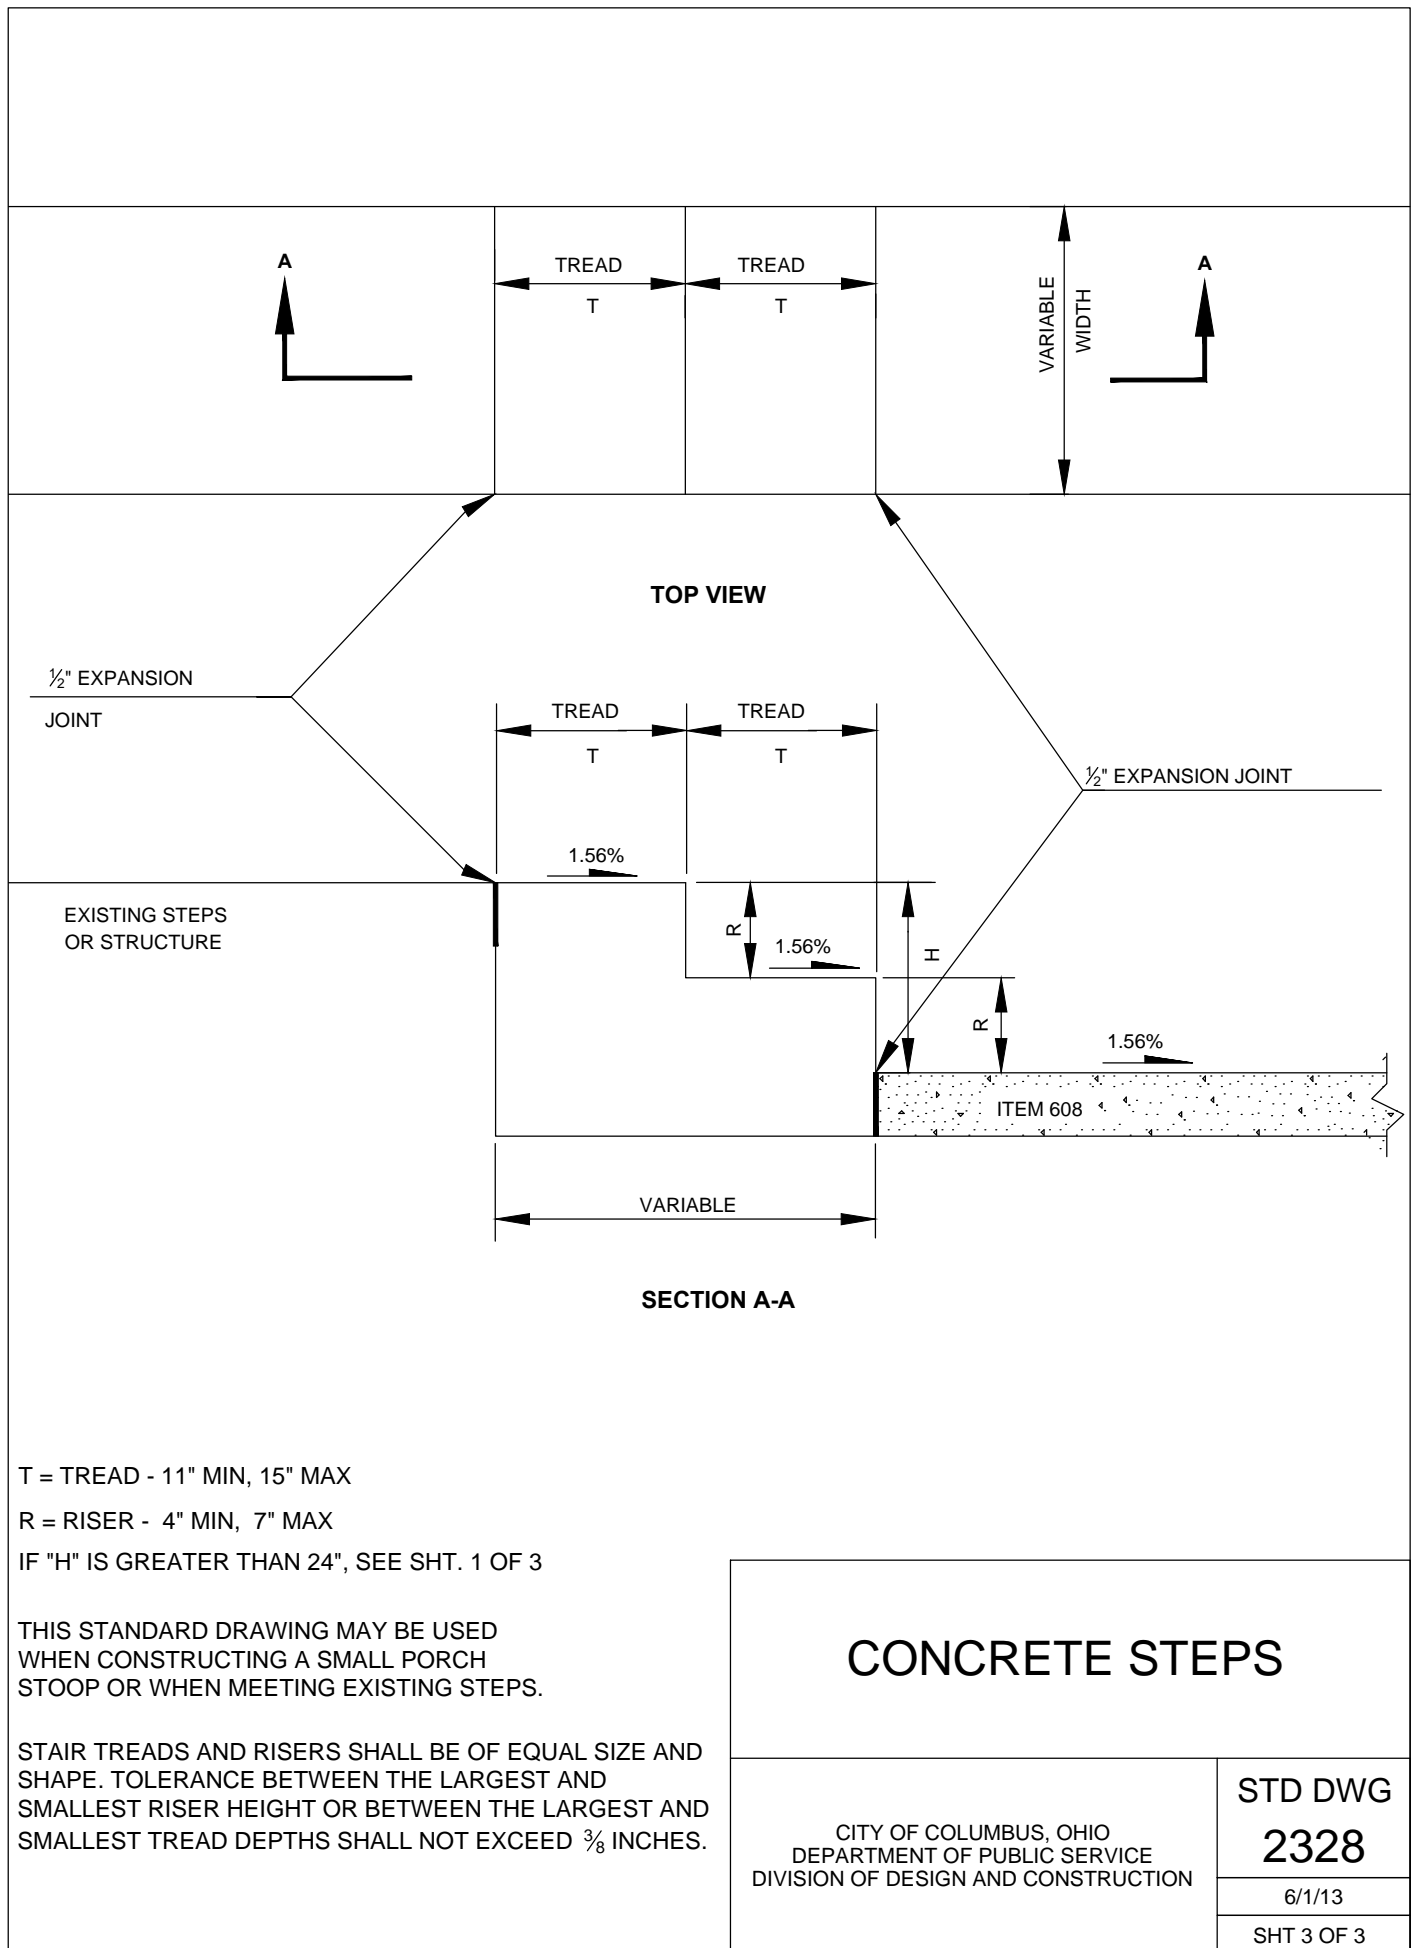 A
TREAD
TREAD
A
T
T
VARIABLE
WIDTH
TOP VIEW
½" EXPANSION
JOINT
TREAD
TREAD
T
T
½" EXPANSION JOINT
1.56%
EXISTING STEPS
OR STRUCTURE
R
1.56%
H
R
1.56%
ITEM 608
VARIABLE
SECTION A-A
T = TREAD - 11" MIN, 15" MAX
R = RISER - 4" MIN, 7" MAX
IF "H" IS GREATER THAN 24", SEE SHT. 1 OF 3
THIS STANDARD DRAWING MAY BE USED
WHEN CONSTRUCTING A SMALL PORCH
STOOP OR WHEN MEETING EXISTING STEPS.
STAIR TREADS AND RISERS SHALL BE OF EQUAL SIZE AND
SHAPE. TOLERANCE BETWEEN THE LARGEST AND
SMALLEST RISER HEIGHT OR BETWEEN THE LARGEST AND
SMALLEST TREAD DEPTHS SHALL NOT EXCEED ⅜ INCHES.
CONCRETE STEPS
CITY OF COLUMBUS, OHIO
DEPARTMENT OF PUBLIC SERVICE
DIVISION OF DESIGN AND CONSTRUCTION
STD DWG
2328
6/1/13
SHT 3 OF 3